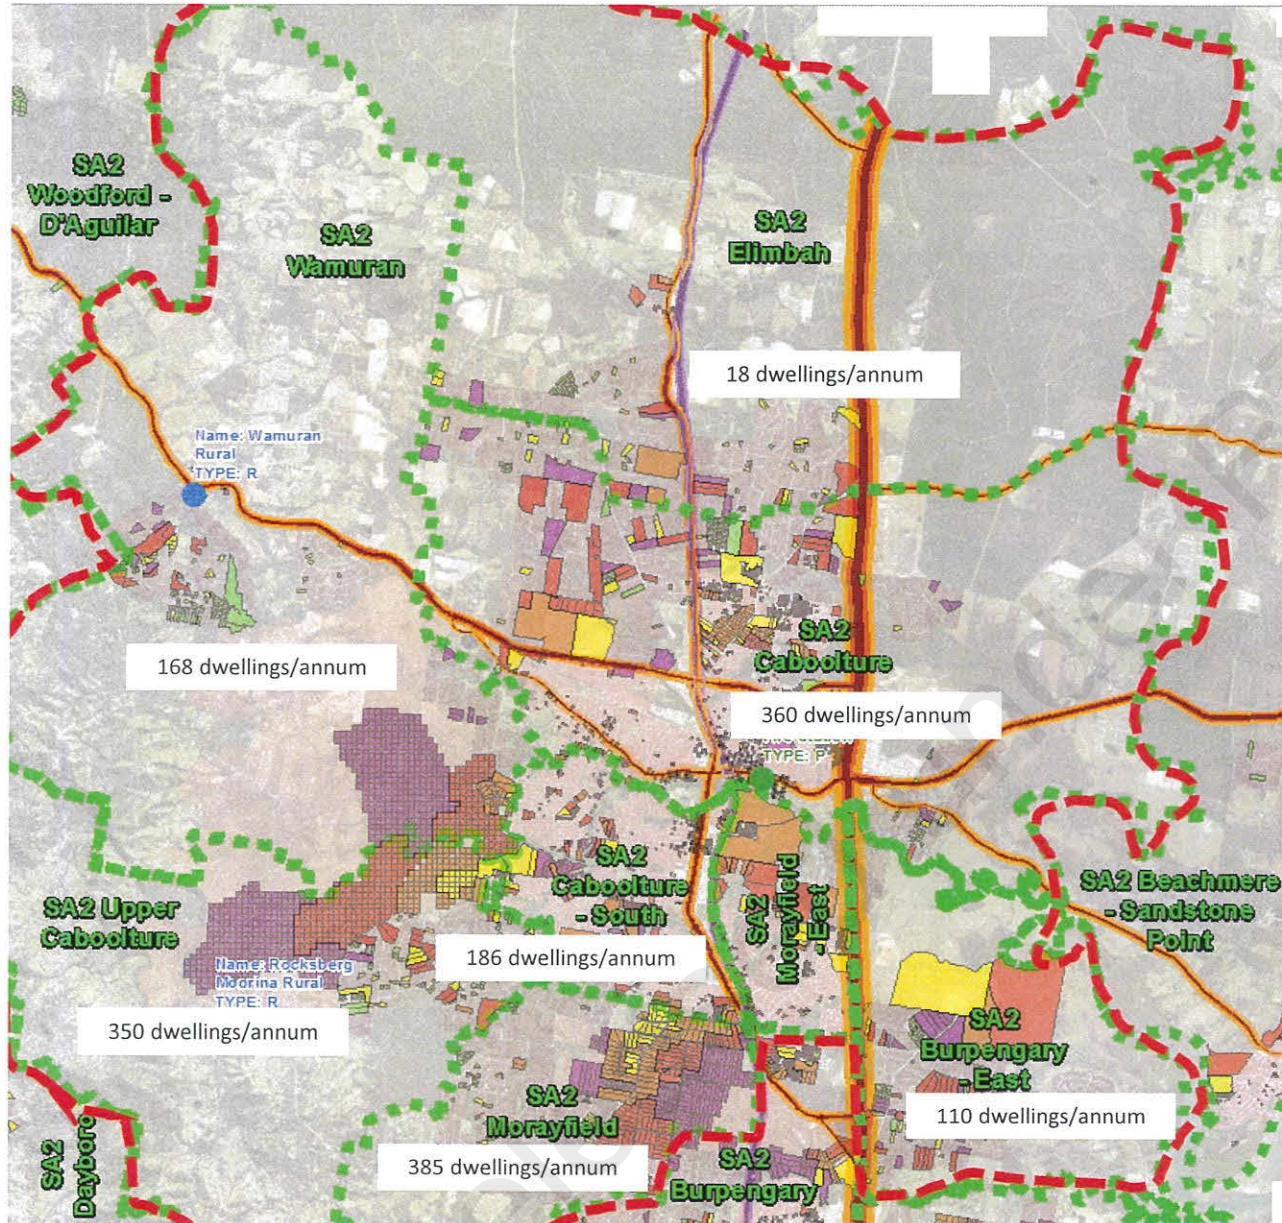 SA2
Woodford -
D'Aguilar
SA2
Wamuran
SA2
Elimbah
18 dwellings/annum
Name: Wamuran
Rural
TYPE: R
168 dwellings/annum
SA2
Caboolture
360 dwellings/annum
TYPE: P
SA2
Caboolture
- South
SA2
Morayfield
- East
SA2 Upper
Caboolture
SA2 Beachmere
- Sandstone
Point
186 dwellings/annum
Name: Rocksberg
Moorina Rural
TYPE: R
350 dwellings/annum
SA2
Burpengary
- East
110 dwellings/annum
SA2
Morayfield
385 dwellings/annum
SA2
Burpengary
SA2
Dayboro